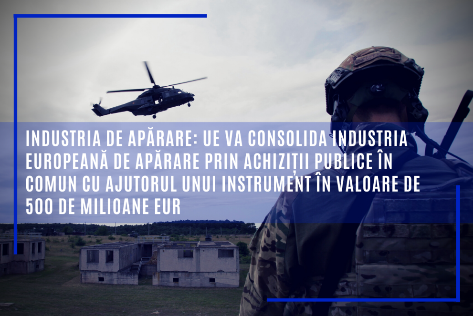 INDUSTRIA DE APĂRARE: UE VA CONSOLIDA INDUSTRIA
EUROPEANĂ DE APĂRARE PRIN ACHIZIȚII PUBLICE ÎN
COMUN CU AJUTORUL UNUI INSTRUMENT ÎN VALOARE DE
500 DE MILIOANE EUR